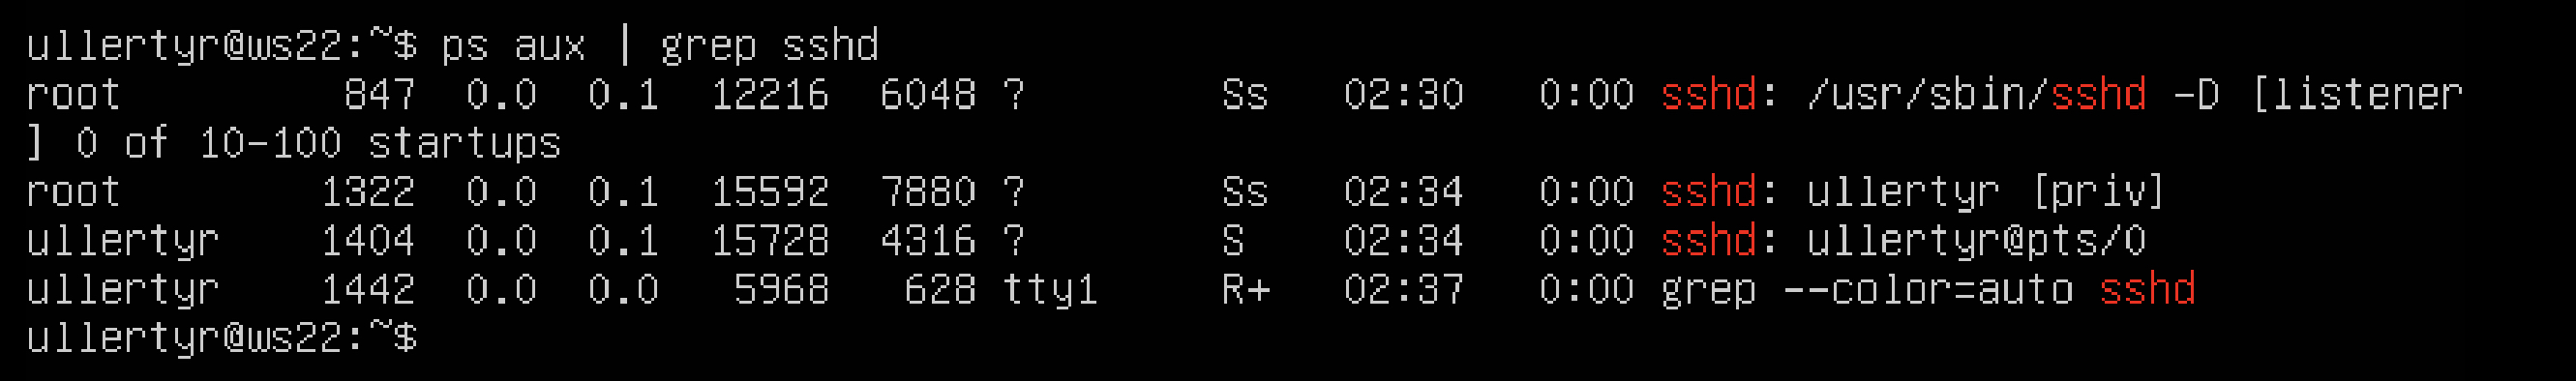 ullertyr@ws22:~$ ps aux | grep sshd
root         847  0.0  0.1  12216  6048 ?        Ss   02:30   0:00 sshd: /usr/sbin/sshd -D [listener
] 0 of 10-100 startups
root        1322  0.0  0.1  15592  7880 ?        Ss   02:34   0:00 sshd: ullertyr [priv]
ullertyr    1404  0.0  0.1  15728  4316 ?        S    02:34   0:00 sshd: ullertyr@pts/0
ullertyr    1442  0.0  0.0   5968   628 tty1     R+   02:37   0:00 grep --color=auto sshd
ullertyr@ws22:~$